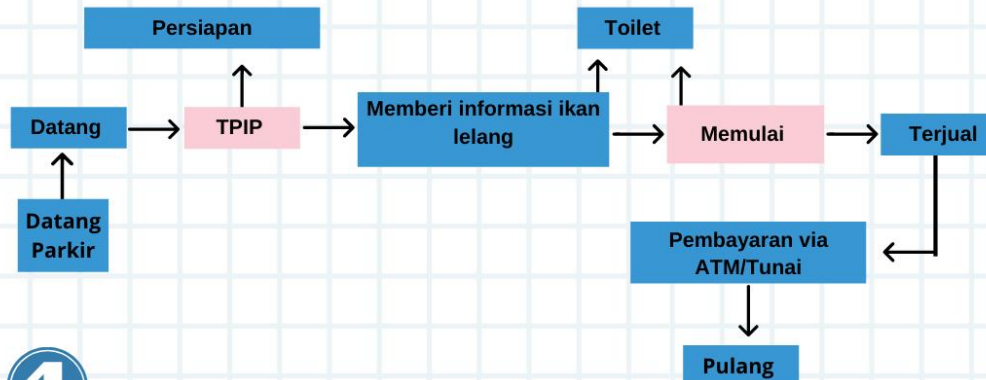 Persiapan
Toilet
Datang
TPIP
Memberi informasi ikan
lelang
Memulai
Terjual
Datang
Parkir
Pembayaran via
ATM/Tunai
Pulang